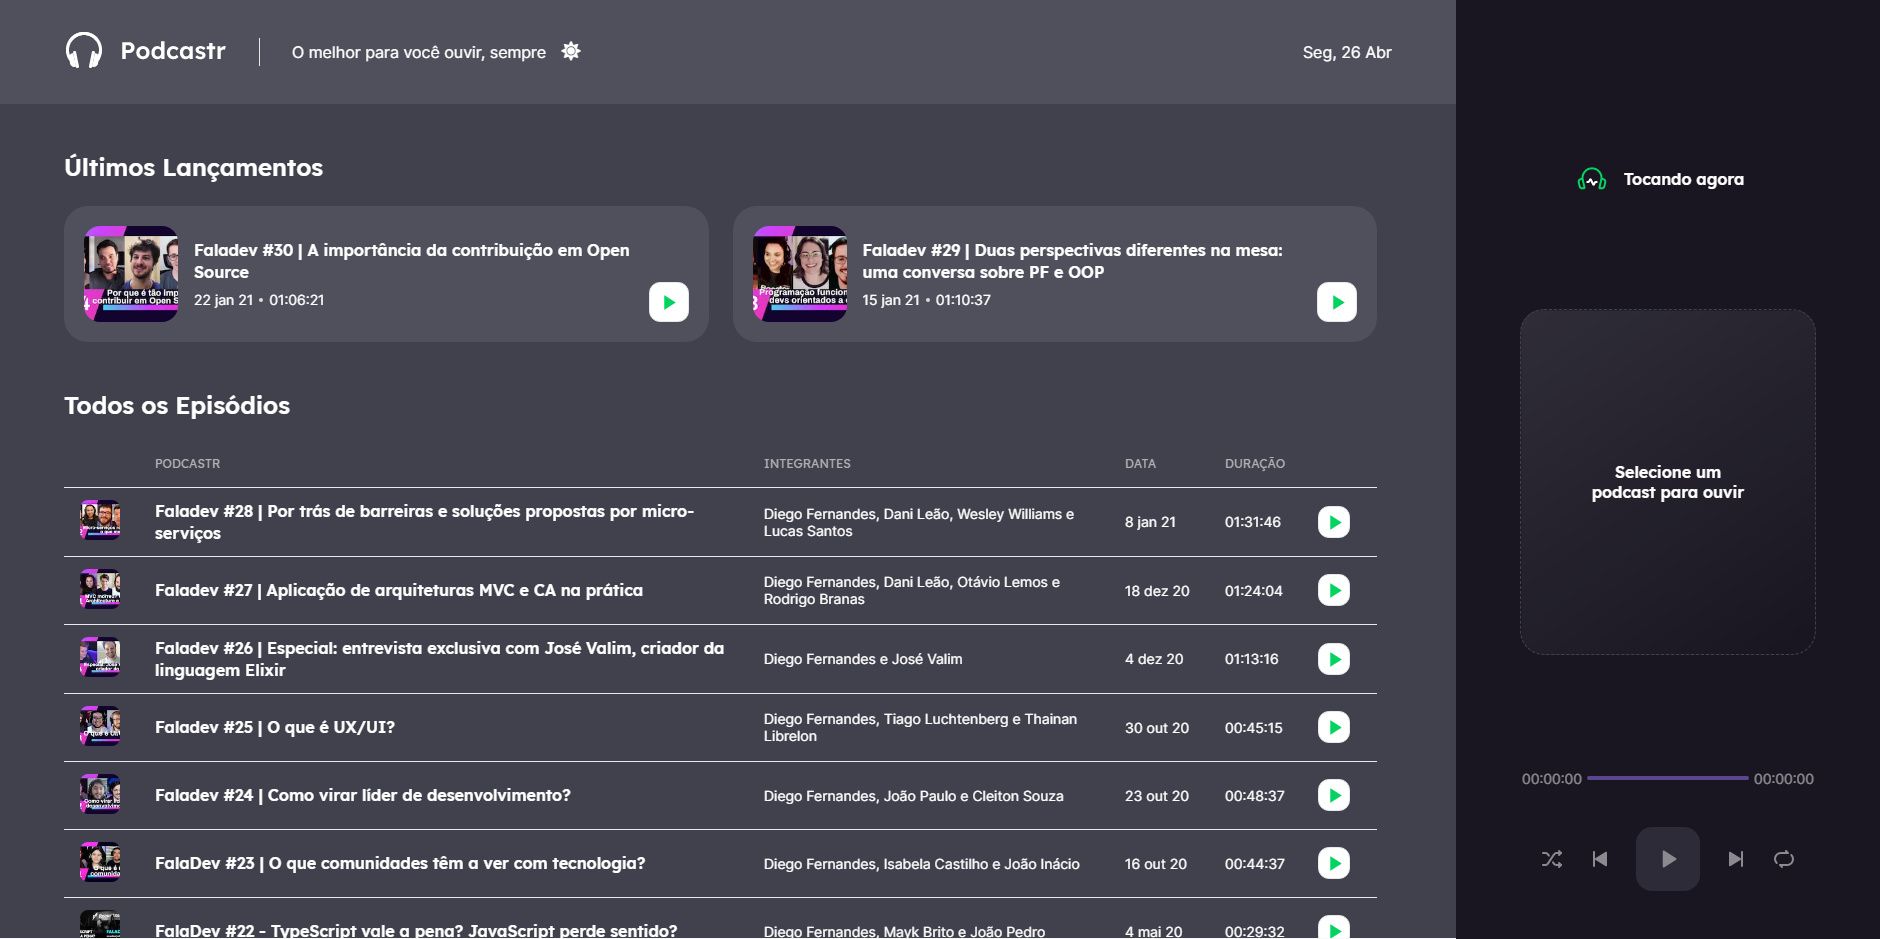 Podcastr
O melhor para você ouvir, sempre
Seg, 26 Abr
Últimos Lançamentos
Faladev #30 | A importância da contribuição em Open
Source
22 jan 21 • 01:06:21
Por que é tão imp
contribuir em Open S
Faladev #29 | Duas perspectivas diferentes na mesa:
uma conversa sobre PF e OOP
15 jan 21 • 01:10:37
Programação funcion
devs orientados a
Todos os Episódios
PODCASTR INTEGRANTES DATA DURAÇÃO
Faladev #28 | Por trás de barreiras e soluções propostas por micro-
serviços
Diego Fernandes, Dani Leão, Wesley Williams e
Lucas Santos
8 jan 21
01:31:46
Faladev #27 | Aplicação de arquiteturas MVC e CA na prática
Diego Fernandes, Dani Leão, Otávio Lemos e
Rodrigo Branas
18 dez 20
01:24:04
Faladev #26 | Especial: entrevista exclusiva com José Valim, criador da
linguagem Elixir
Diego Fernandes e José Valim
4 dez 20
01:13:16
Faladev #25 | O que é UX/UI?
Diego Fernandes, Tiago Luchtenberg e Thainan
Librelon
30 out 20
00:45:15
Faladev #24 | Como virar líder de desenvolvimento?
Diego Fernandes, João Paulo e Cleiton Souza
23 out 20
00:48:37
FalaDev #23 | O que comunidades têm a ver com tecnologia?
Diego Fernandes, Isabela Castilho e João Inácio
16 out 20
00:44:37
FalaDev #22 - TypeScript vale a pena? JavaScript perde sentido?
Diego Fernandes, Mayk Brito e João Pedro
4 mai 20
00:29:32
Tocando agora
Selecione um
podcast para ouvir
00:00:00
00:00:00